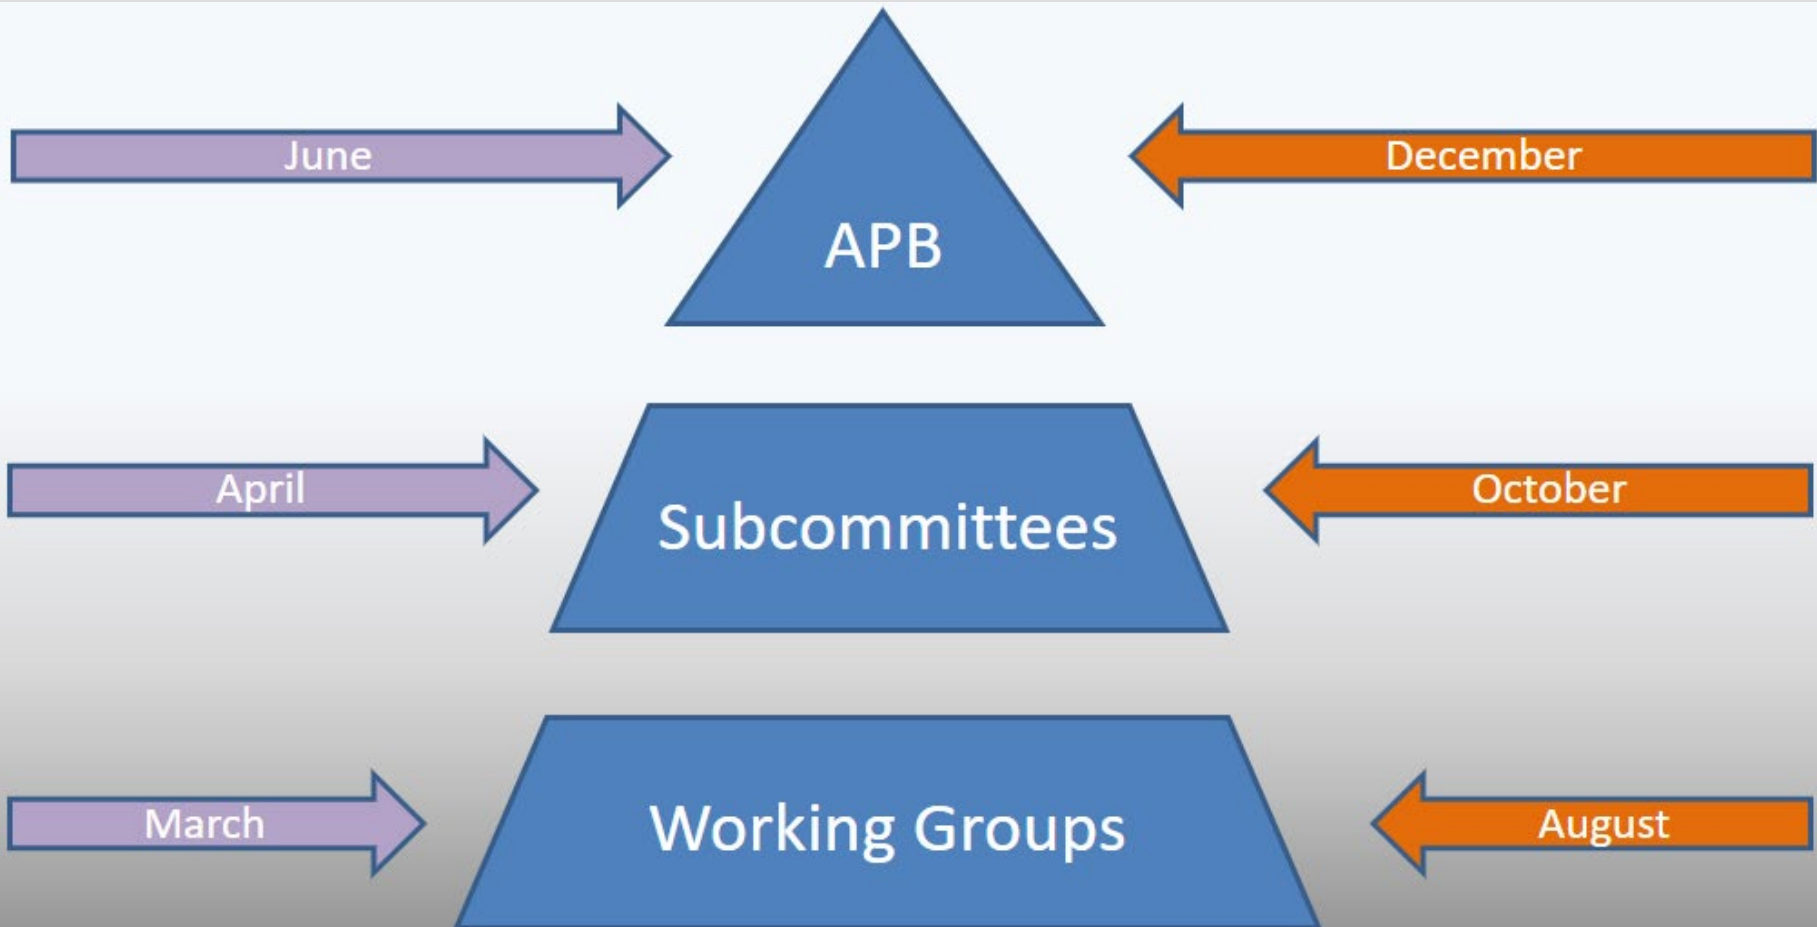 June
December
APB
April
October
Subcommittees
March
August
Working Groups